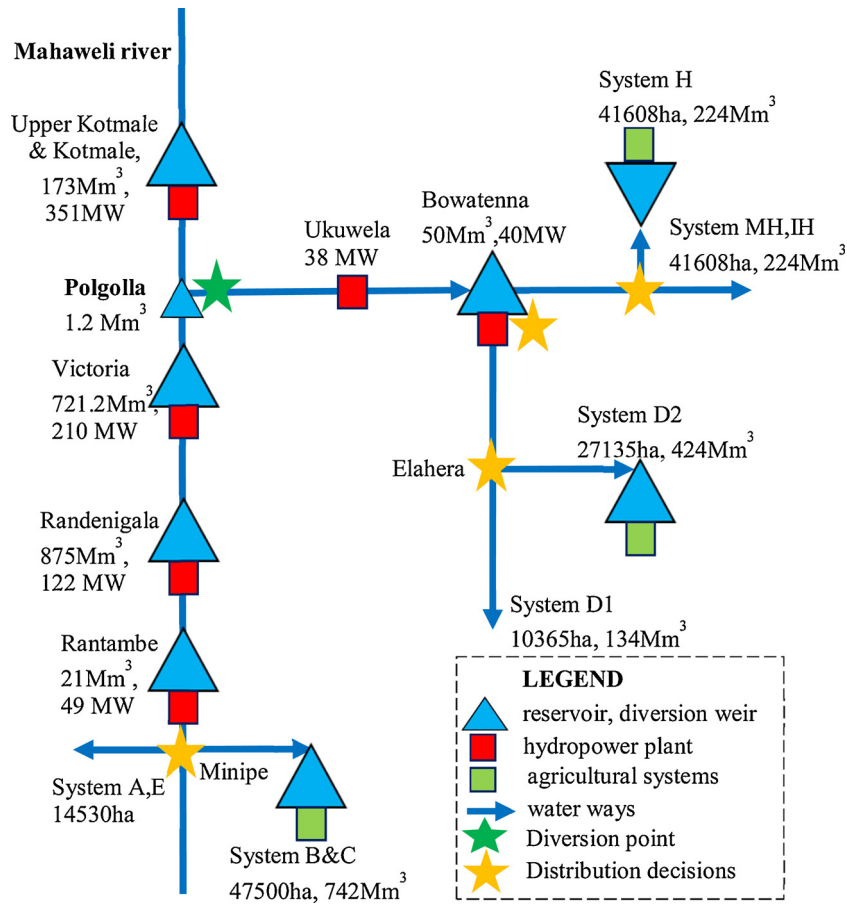 Mahaweli river
Upper Kotmale
& Kotmale,
173Mm³,
351MW
Polgolla
1.2 Mm³
Victoria
721.2Mm³,
210 MW
Randenigala
875Mm³,
122 MW
Rantambe
21Mm³,
49 MW
Minipe
System A,E
14530ha
System B&C
47500ha, 742Mm³
Ukuwela
38 MW
Bowatenna
50Mm³,40MW
System H
41608ha, 224Mm³
System MH,IH
41608ha, 224Mm³
Elahera
System D2
27135ha, 424Mm³
System D1
10365ha, 134Mm³
LEGEND
reservoir, diversion weir
hydropower plant
agricultural systems
water ways
Diversion point
Distribution decisions